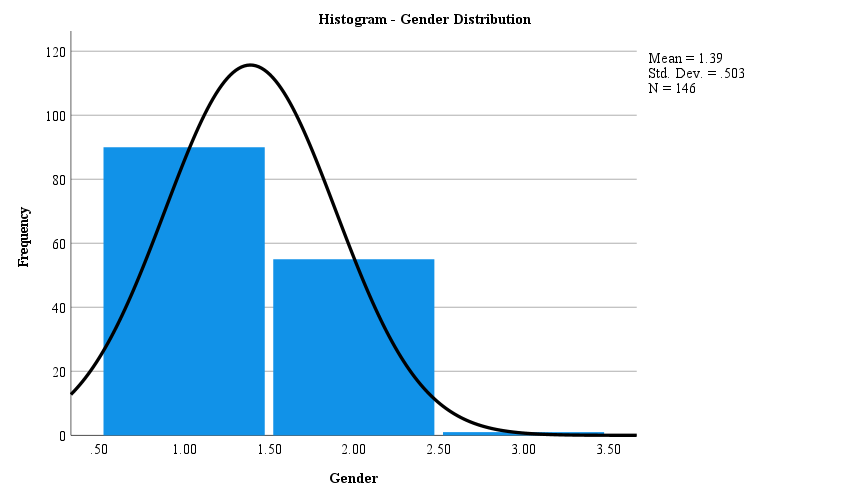 Histogram - Gender Distribution
Mean = 1.39
Std. Dev. = .503
N = 146
120
100
80
60
40
20
0
Frequency
.50 1.00 1.50 2.00 2.50 3.00 3.50
Gender